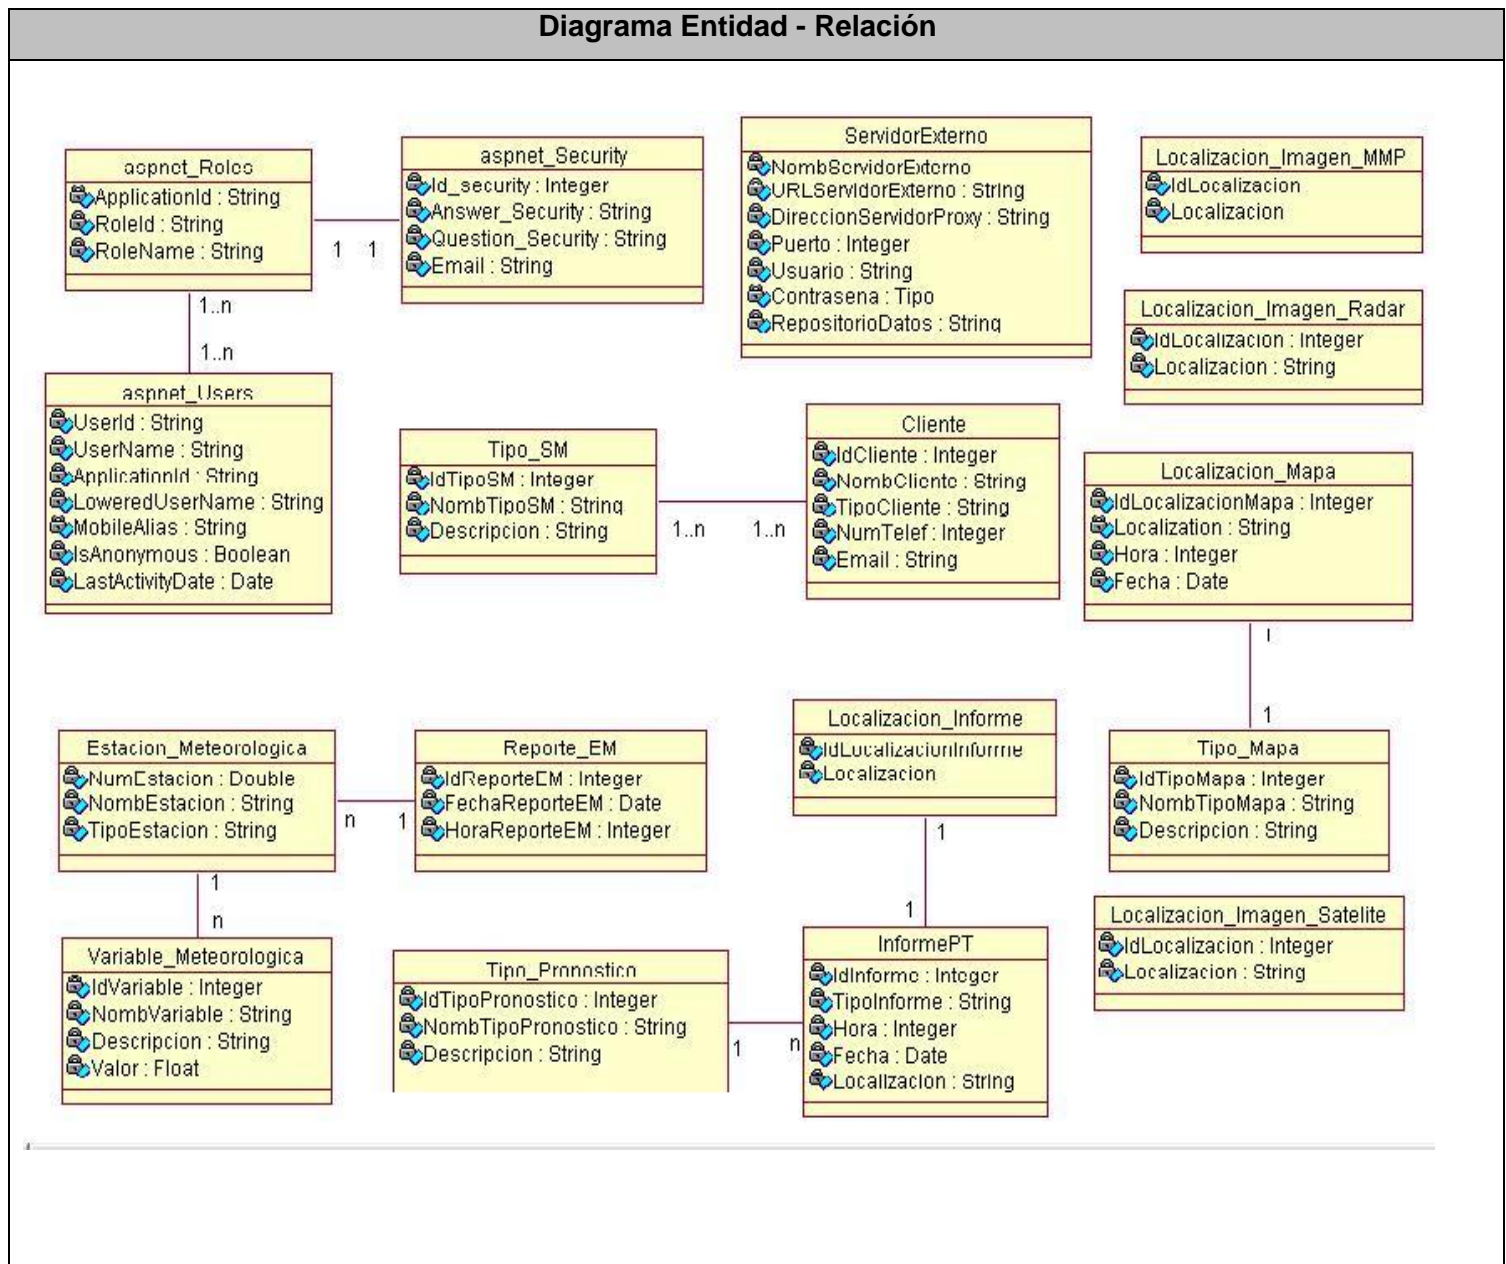 Diagrama Entidad - Relación
aspnet_Roles
ApplicationId : String
RoleId : String
RoleName : String
1 1
aspnet_Security
Id_security : Integer
Answer_Security : String
Question_Security : String
Email : String
ServidorExterno
NombServidorExterno
URLServidorExterno : String
DireccionServidorProxy : String
Puerto : Integer
Usuario : String
Contrasena : Tipo
RepositorioDatos : String
Localizacion_Imagen_MMP
IdLocalizacion
Localizacion
Localizacion_Imagen_Radar
IdLocalizacion : Integer
Localizacion : String
1..n
1..n
aspnet_Users
UserId : String
UserName : String
ApplicationId : String
LoweredUserName : String
MobileAlias : String
IsAnonymous : Boolean
LastActivityDate : Date
Tipo_SM
IdTipoSM : Integer
NombTipoSM : String
Descripcion : String
1..n 1..n
Cliente
IdCliente : Integer
NombCliente : String
TipoCliente : String
NumTelef : Integer
Email : String
Localizacion_Mapa
IdLocalizacionMapa : Integer
Localization : String
Hora : Integer
Fecha : Date
1
Tipo_Mapa
IdTipoMapa : Integer
NombTipoMapa : String
Descripcion : String
Estacion_Meteorologica
NumEstacion : Double
NombEstacion : String
TipoEstacion : String
n 1
Reporte_EM
IdReporteEM : Integer
FechaReporteEM : Date
HoraReporteEM : Integer
Localizacion_Informe
IdLocalizacionInforme
Localizacion
1
1
1
n
Variable_Meteorologica
IdVariable : Integer
NombVariable : String
Descripcion : String
Valor : Float
Tipo_Pronostico
IdTipoPronostico : Integer
NombTipoPronostico : String
Descripcion : String
1 n
InformePT
IdInforme : Integer
TipoInforme : String
Hora : Integer
Fecha : Date
Localizacion : String
Localizacion_Imagen_Satelite
IdLocalizacion : Integer
Localizacion : String